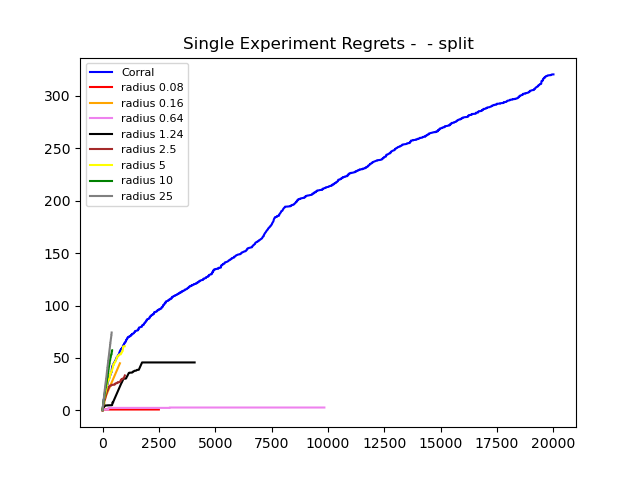 Single Experiment Regrets -  - split
Corral
radius 0.08
radius 0.16
radius 0.64
radius 1.24
radius 2.5
radius 5
radius 10
radius 25
300
250
200
150
100
50
0
0 2500 5000 7500 10000 12500 15000 17500 20000